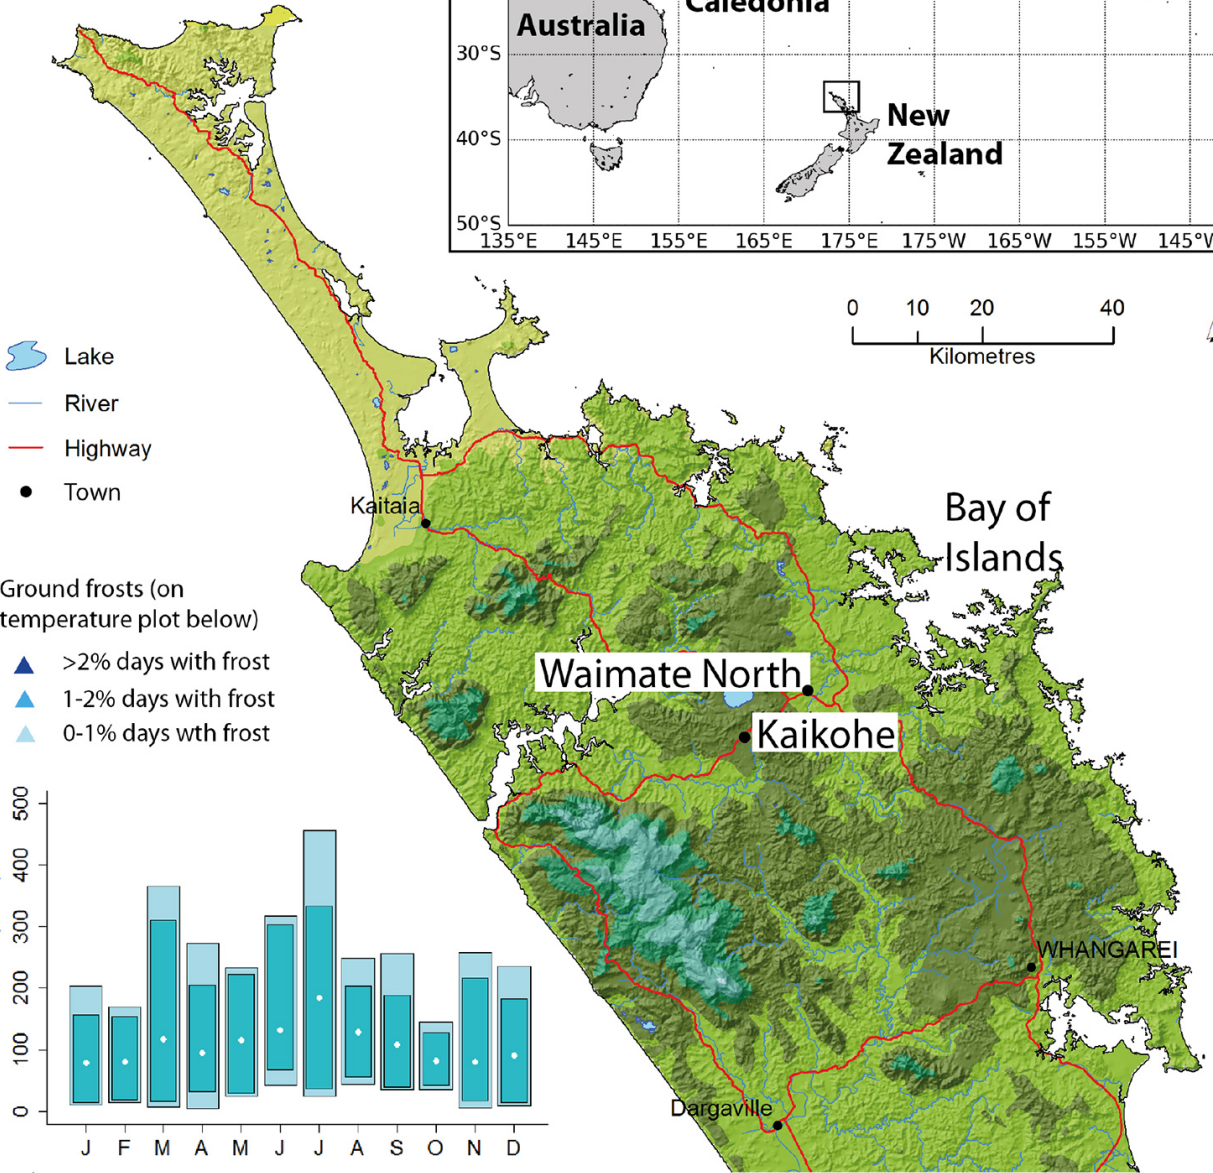 Caledonia
Australia
30°S
New
Zealand
40°S
50°S
135°E 145°E 155°E 165°E 175°E 175°W 165°W 155°W 145°W
0 10 20 40
Kilometres
Lake
River
Highway
Town
Kaitaia
Bay of
Islands
Ground frosts (on
temperature plot below)
>2% days with frost
1-2% days with frost
0-1% days wth frost
Waimate North
Kaikohe
WHANGAREI
Dargaville
500
400
300
200
100
0
J F M A M J J A S O N D